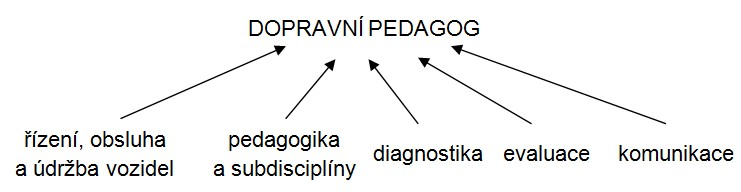 DOPRAVNÍ PEDAGOG
řízení, obsluha
a údržba vozidel
pedagogika
a subdisciplíny
diagnostika
evaluace
komunikace